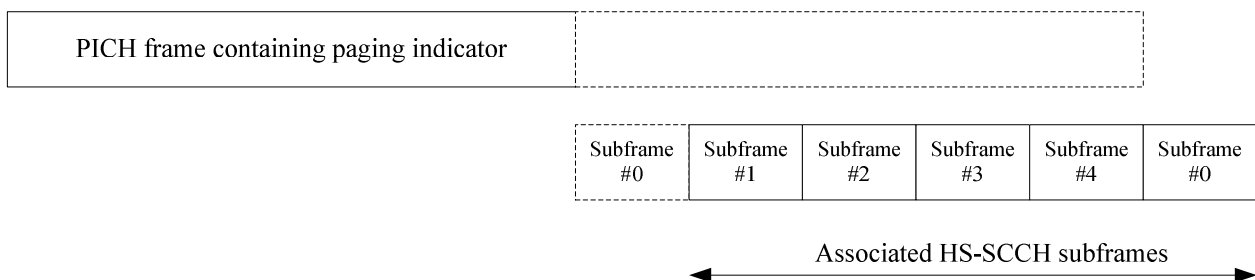 PICH frame containing paging indicator
Subframe Subframe Subframe Subframe Subframe Subframe
#0 #1 #2 #3 #4 #0
Associated HS-SCCH subframes